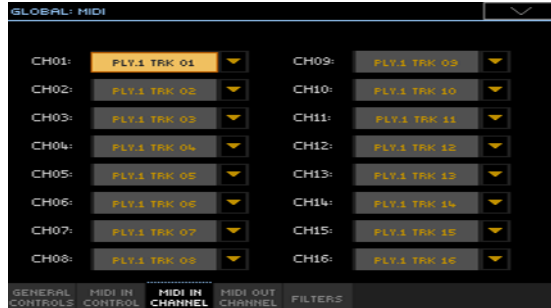 GLOBAL: MIDI
CH01: PLY.1 TRK 01 CH09: PLY.1 TRK 09
CH02: PLY.1 TRK 02 CH10: PLY.1 TRK 10
CH03: PLY.1 TRK 03 CH11: PLY.1 TRK 11
CH04: PLY.1 TRK 04 CH12: PLY.1 TRK 12
CH05: PLY.1 TRK 05 CH13: PLY.1 TRK 13
CH06: PLY.1 TRK 06 CH14: PLY.1 TRK 14
CH07: PLY.1 TRK 07 CH15: PLY.1 TRK 15
CH08: PLY.1 TRK 08 CH16: PLY.1 TRK 16
GENERAL MIDI IN MIDI IN MIDI OUT
CONTROLS CONTROL CHANNEL CHANNEL FILTERS